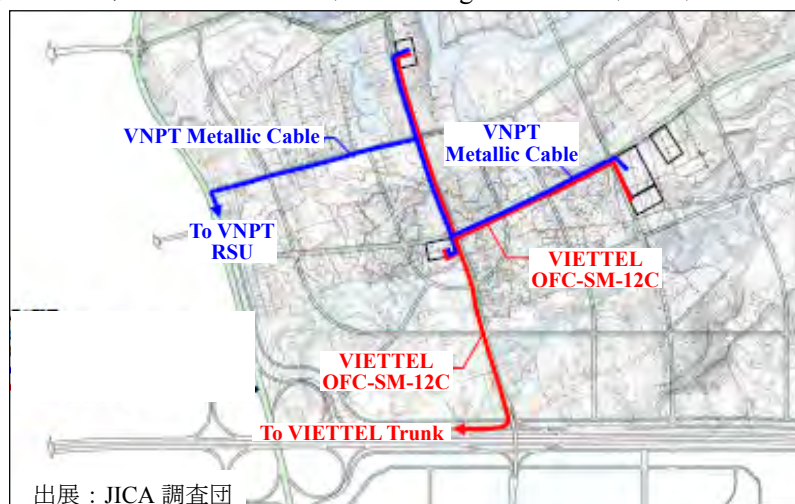 VNPT Metallic Cable
VNPT
Metallic Cable
To VNPT
RSU
VIETTEL
OFC-SM-12C
VIETTEL
OFC-SM-12C
To VIETTEL Trunk
出展：JICA 調査団